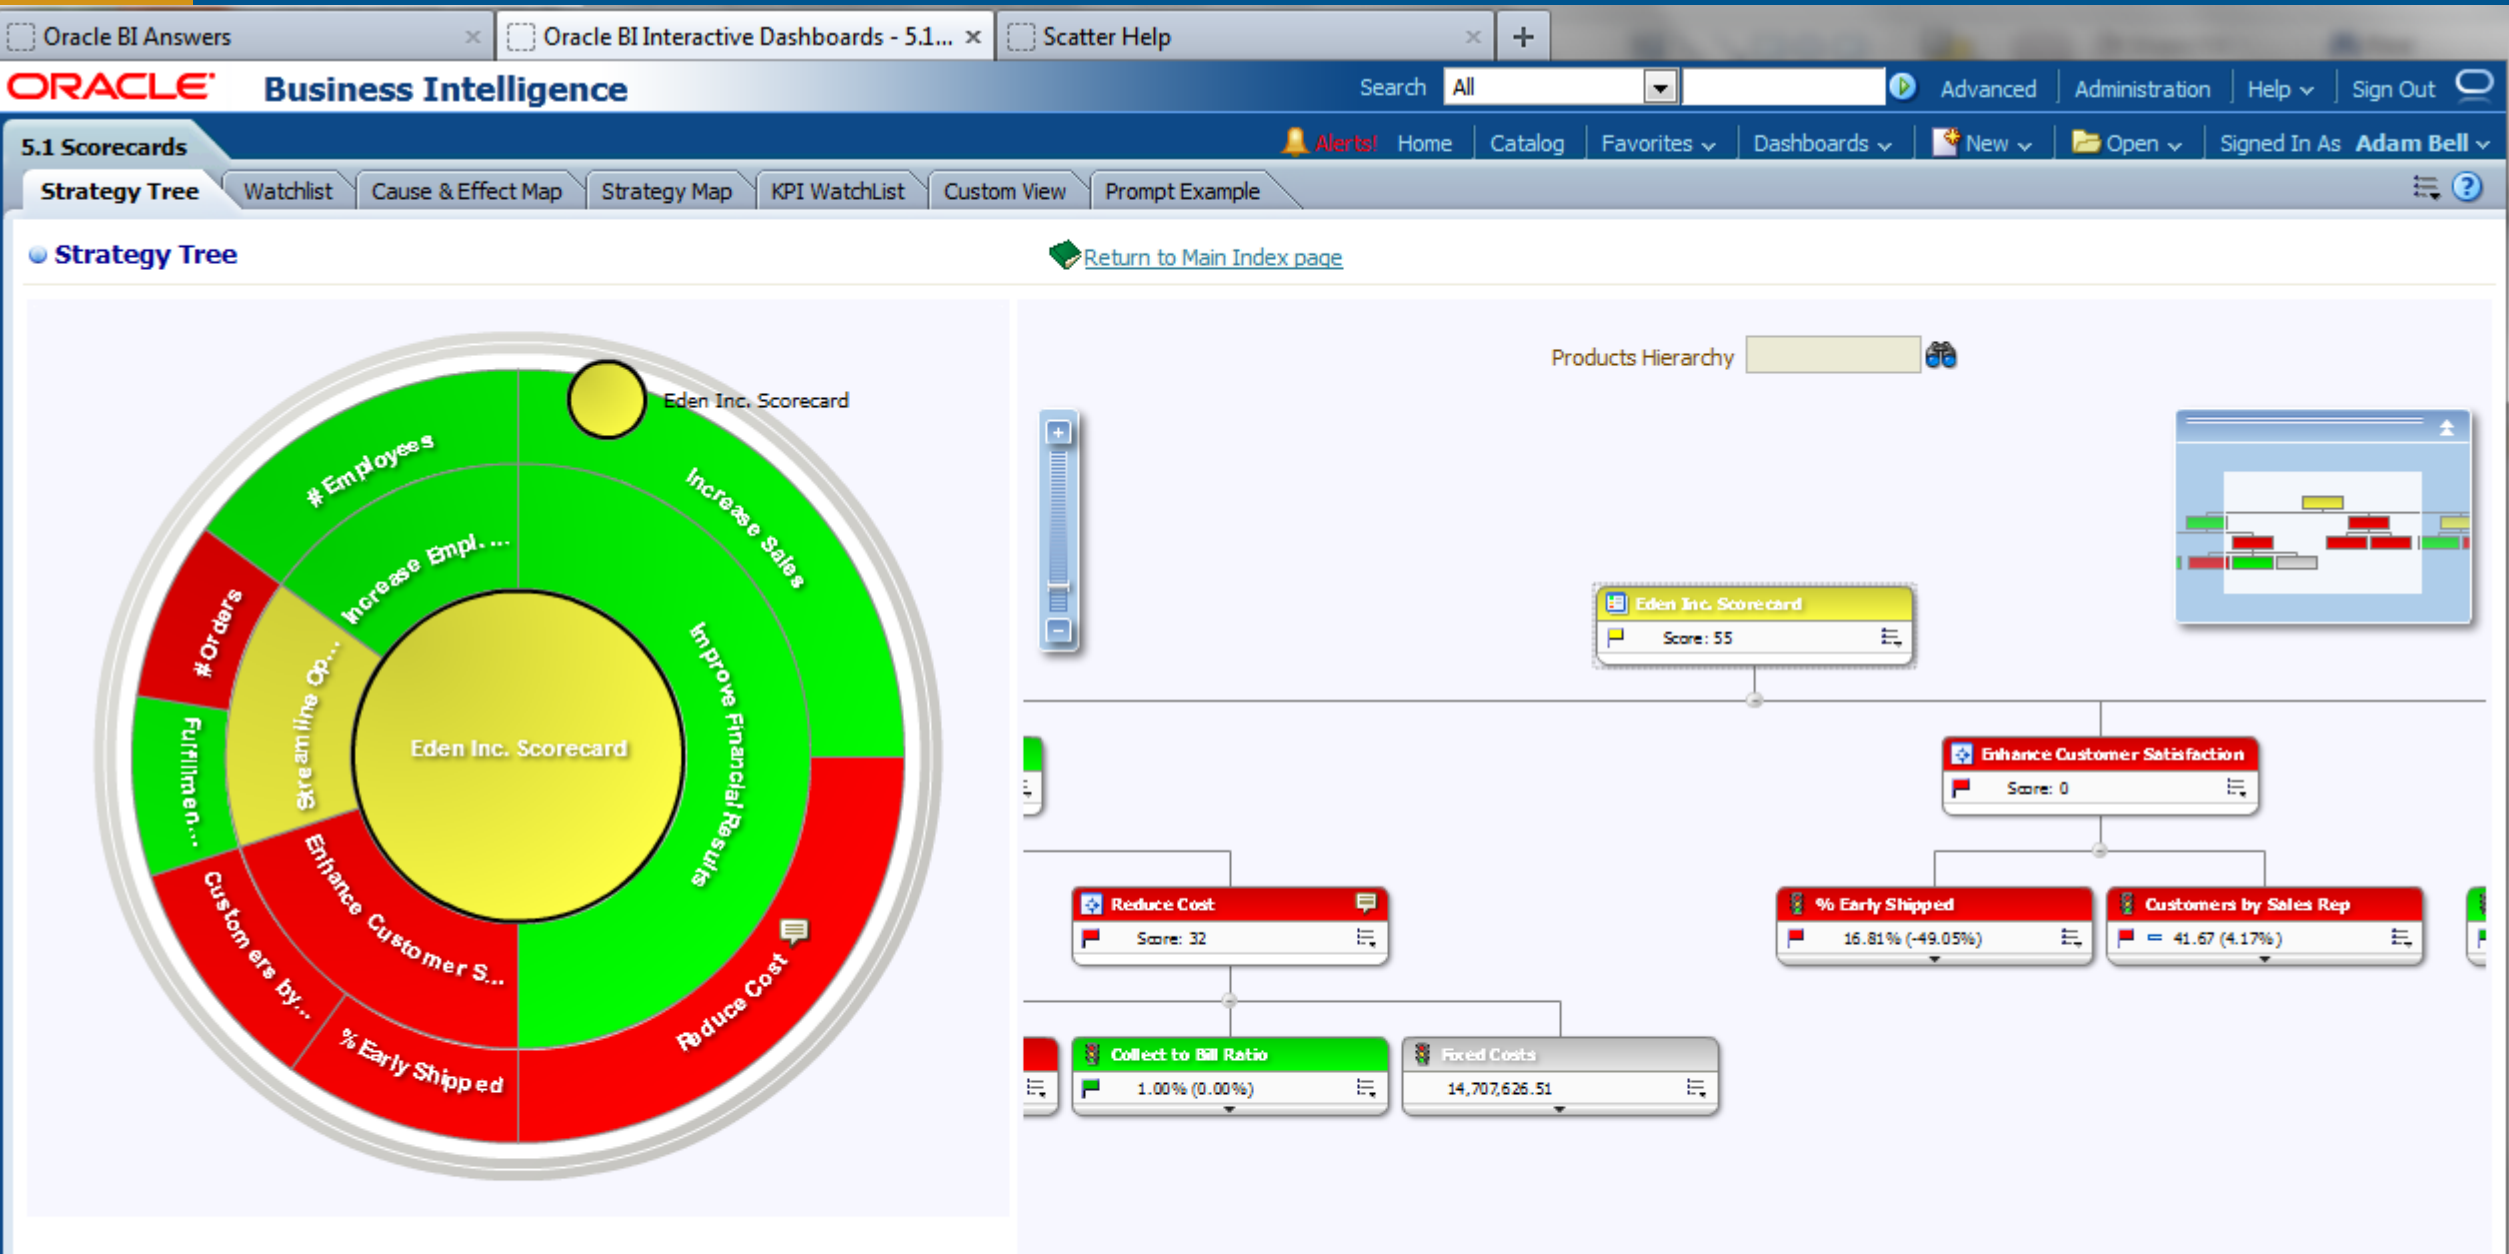 Oracle BI Answers
Oracle BI Interactive Dashboards - 5.1...
Scatter Help
ORACLE Business Intelligence
Search All Advanced Administration Help Sign Out
5.1 Scorecards
Alerts! Home Catalog Favorites Dashboards New Open Signed In As Adam Bell
Strategy Tree Watchlist Cause & Effect Map Strategy Map KPI WatchList Custom View Prompt Example
Strategy Tree
Return to Main Index page
Eden Inc. Scorecard
# Employees
Increase Sales
Increase Empl. ...
# Orders
Streamline Op...
Improve Financial Results
Eden Inc. Scorecard
Fulfillmen...
Enhance Customer S...
Customers by...
% Early Shipped
Reduce Cost
Products Hierarchy
Eden Inc. Scorecard
Score: 55
Enhance Customer Satisfaction
Score: 0
Reduce Cost
Score: 32
% Early Shipped
16.81% (-49.05%)
Customers by Sales Rep
41.67 (4.17%)
Collect to Bill Ratio
1.00% (0.00%)
Fixed Costs
14,707,626.51